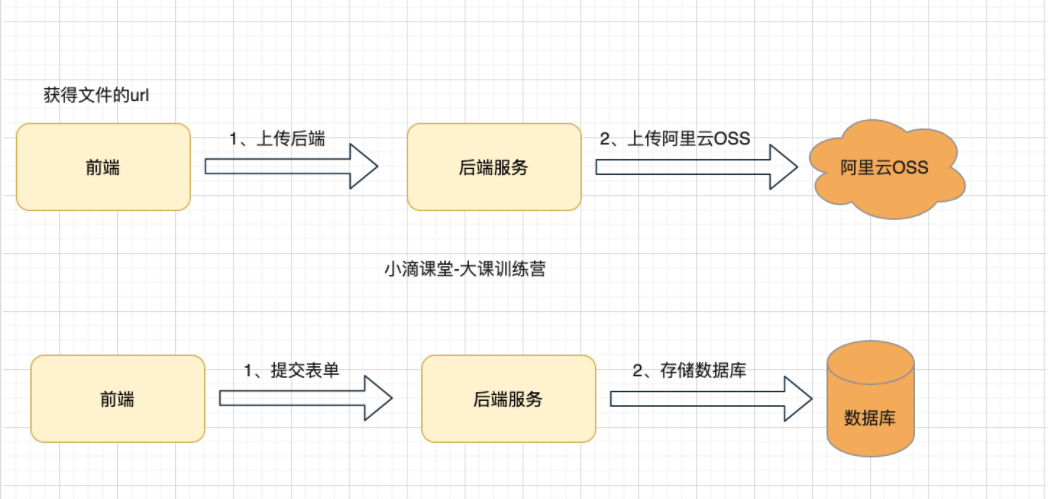 获得文件的url
前端
1、上传后端
后端服务
2、上传阿里云OSS
阿里云OSS
小滴课堂-大课训练营
前端
1、提交表单
后端服务
2、存储数据库
数据库